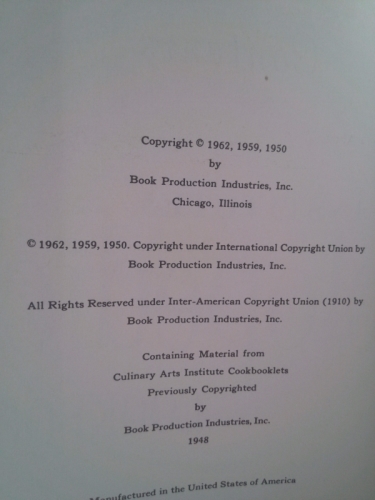 Copyright © 1962, 1959, 1950
by
Book Production Industries, Inc.
Chicago, Illinois
© 1962, 1959, 1950. Copyright under International Copyright Union by
Book Production Industries, Inc.
All Rights Reserved under Inter-American Copyright Union (1910) by
Book Production Industries, Inc.
Containing Material from
Culinary Arts Institute Cookbooklets
Previously Copyrighted
by
Book Production Industries, Inc.
1948
Manufactured in the United States of America